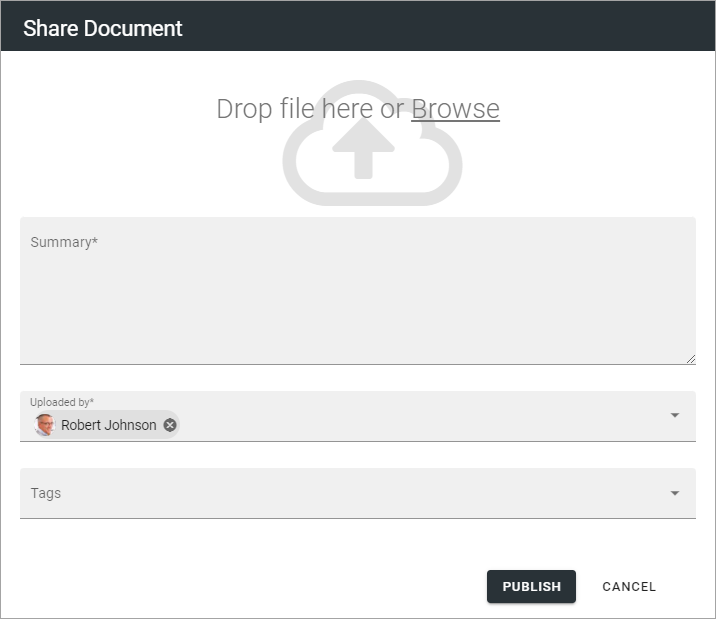 Share Document
Drop file here or Browse
Summary*
Uploaded by*
Robert Johnson
Tags
PUBLISH CANCEL